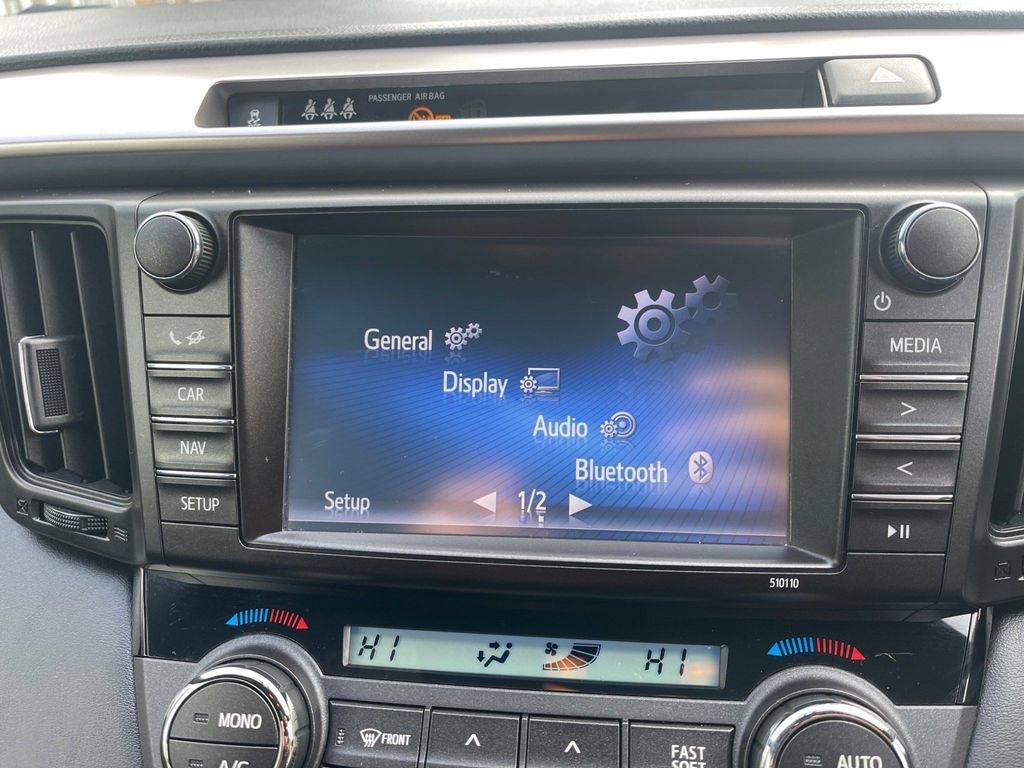 PASSENGER AIR BAG
MEDIA
CAR
>
NAV
<
SETUP
General
Display
Audio
Bluetooth
Setup
1/2
510110
HI
HI
MONO
A/C
FRONT
FAST
SOFT
AUTO